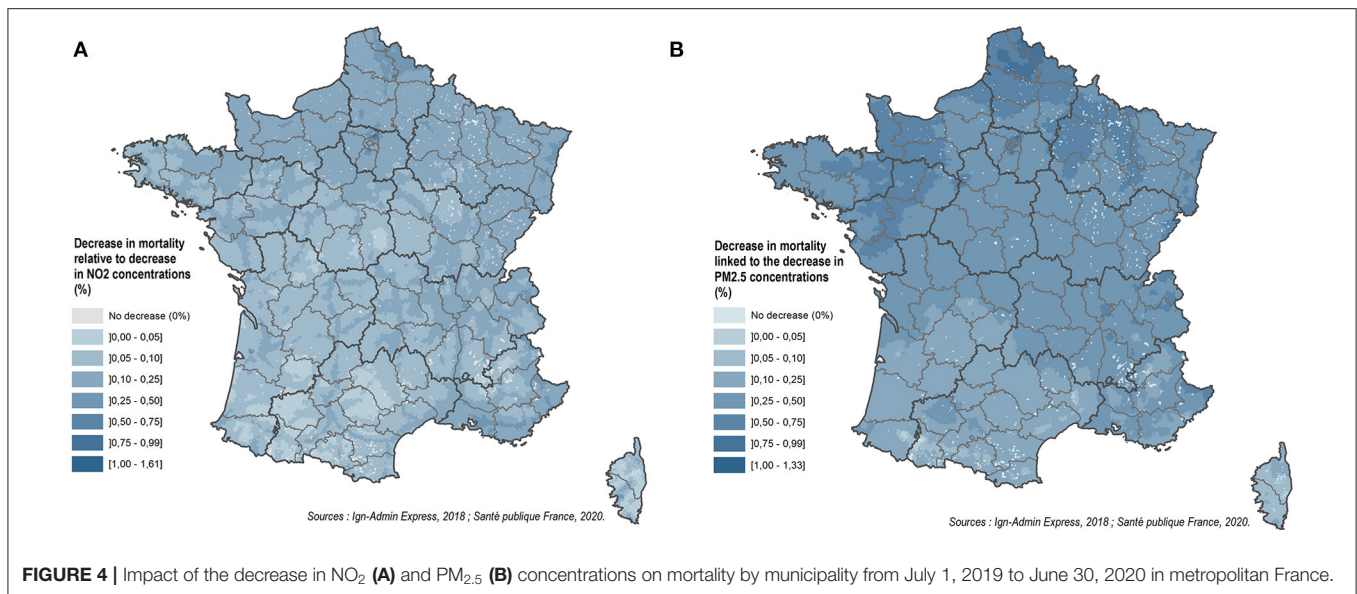 A
B
Decrease in mortality
relative to decrease
in NO2 concentrations
(%)
No decrease (0%)
]0,00 - 0,05]
]0,05 - 0,10]
]0,10 - 0,25]
]0,25 - 0,50]
]0,50 - 0,75]
]0,75 - 0,99]
[1,00 - 1,61]
Sources : Ign-Admin Express, 2018 ; Santé publique France, 2020.
Decrease in mortality
linked to the decrease in
PM2.5 concentrations
(%)
No decrease (0%)
]0,00 - 0,05]
]0,05 - 0,10]
]0,10 - 0,25]
]0,25 - 0,50]
]0,50 - 0,75]
]0,75 - 0,99]
[1,00 - 1,33]
Sources : Ign-Admin Express, 2018 ; Santé publique France, 2020.
FIGURE 4 | Impact of the decrease in NO₂ (A) and PM₂.₅ (B) concentrations on mortality by municipality from July 1, 2019 to June 30, 2020 in metropolitan France.